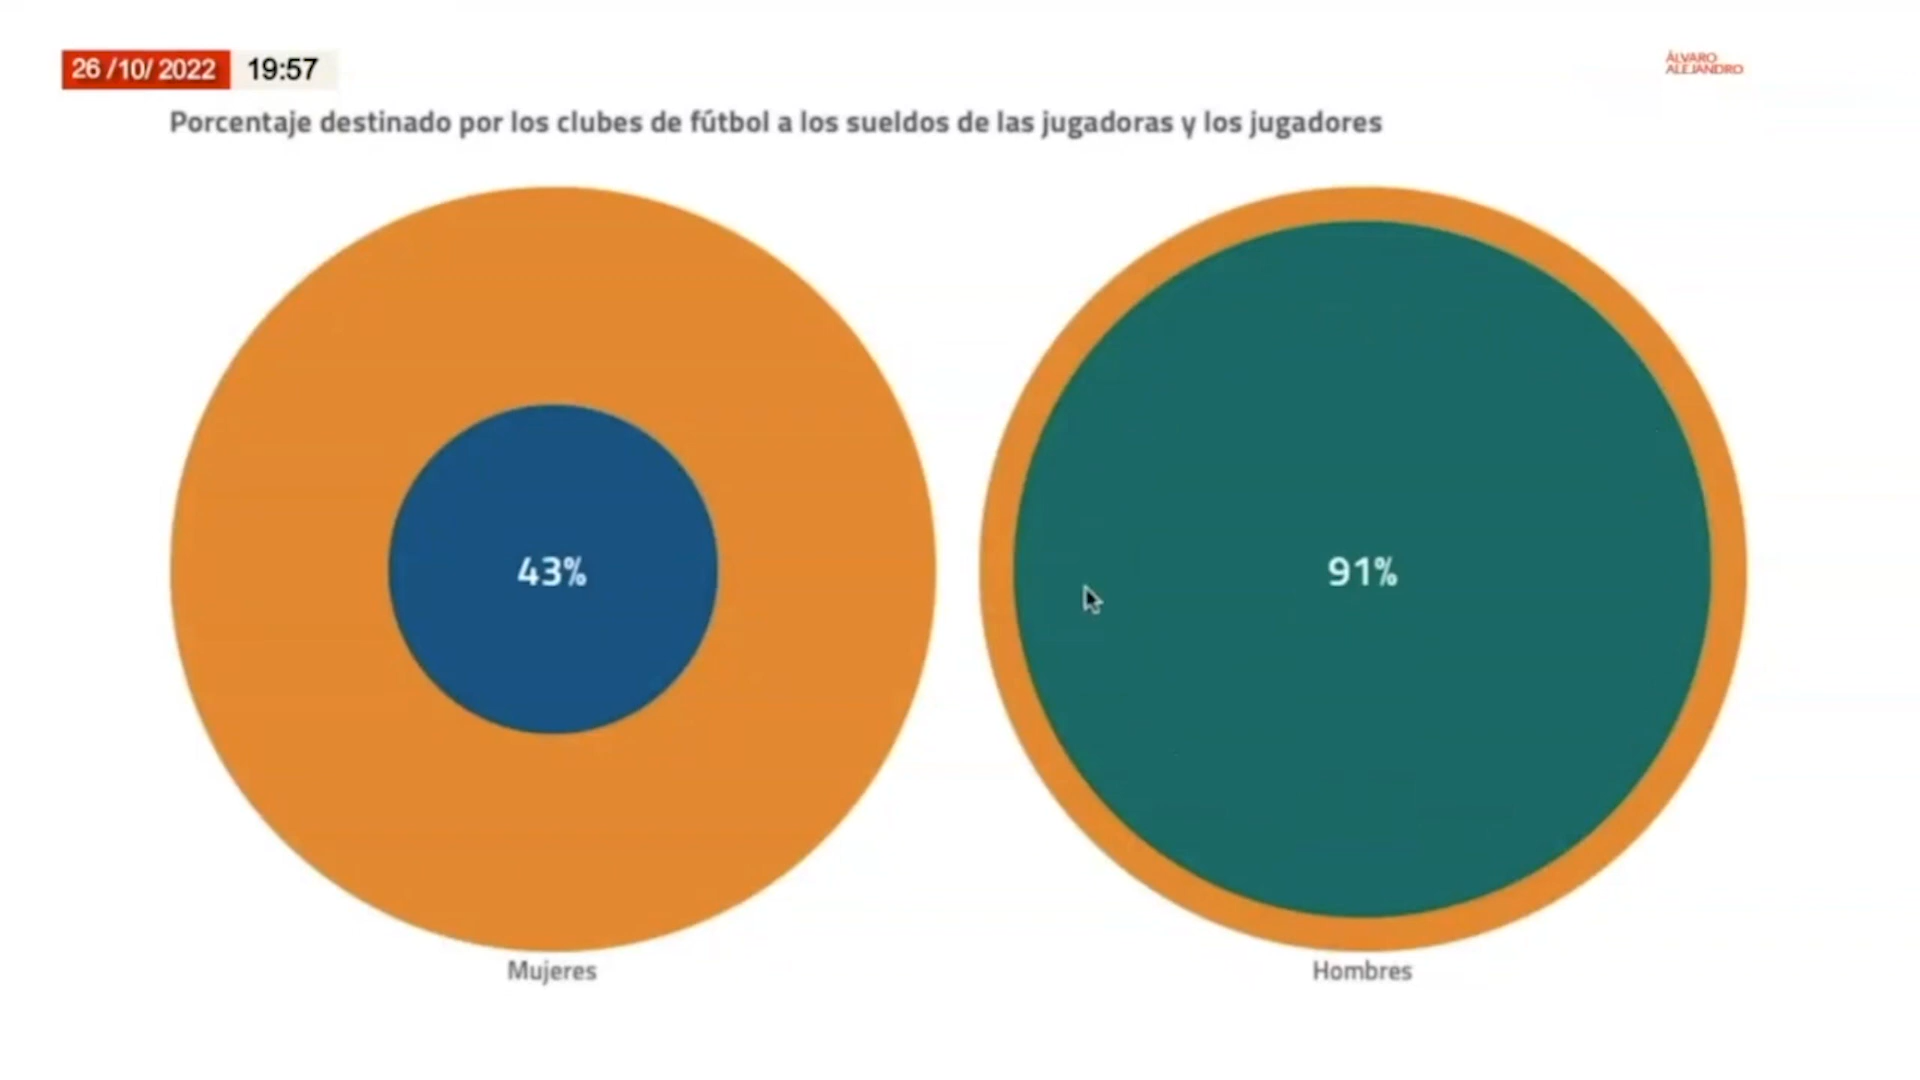 26 /10/ 2022 19:57
ÁLVARO
ALEJANDRO
Porcentaje destinado por los clubes de fútbol a los sueldos de las jugadoras y los jugadores
43%
91%
Mujeres
Hombres